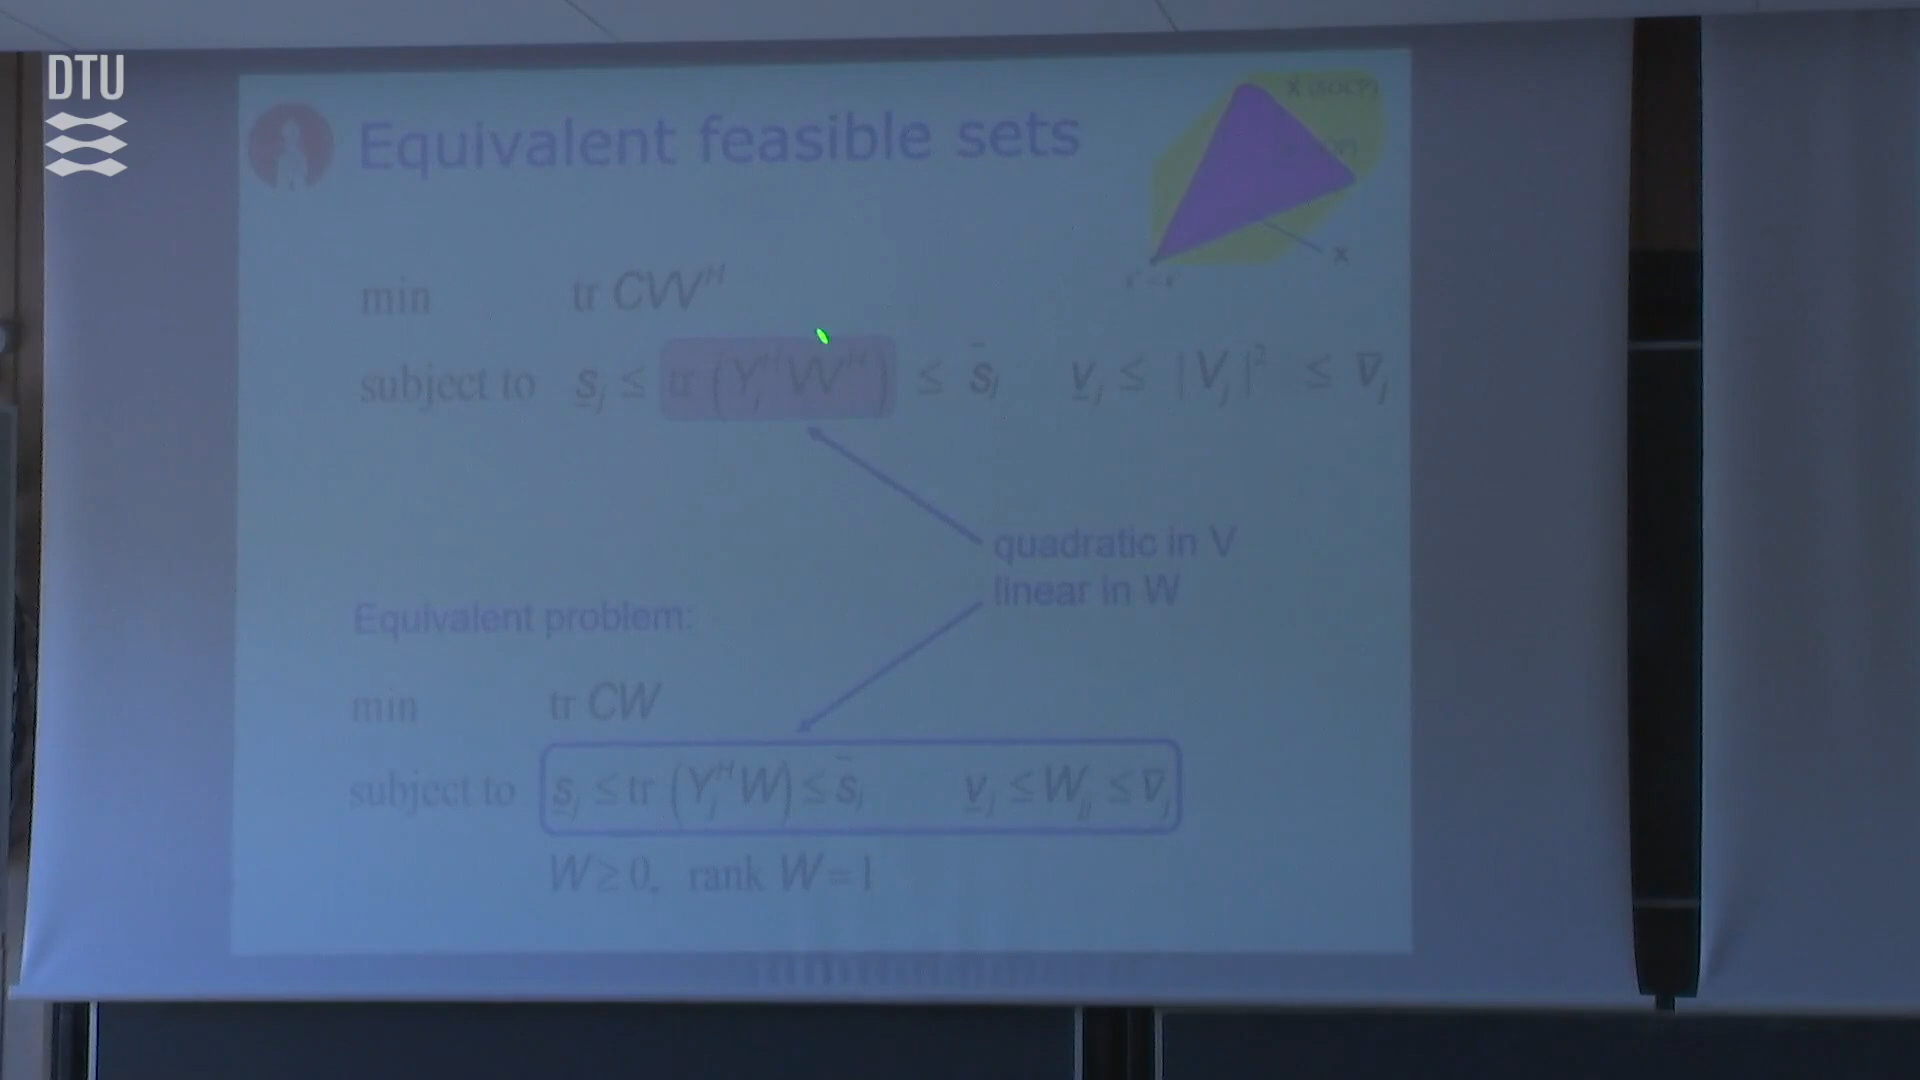 DTU
Equivalent feasible sets
X (SOCP)
X
min tr CVV^H
subject to s_j ≤ tr (Y_j^H VV^H) ≤ s̄_j v_j ≤ |V_j|² ≤ v̄_j
quadratic in V
linear in W
Equivalent problem:
min tr CW
subject to s_j ≤ tr (Y_j^H W) ≤ s̄_j v_j ≤ W_jj ≤ v̄_j
W ≥ 0, rank W = 1